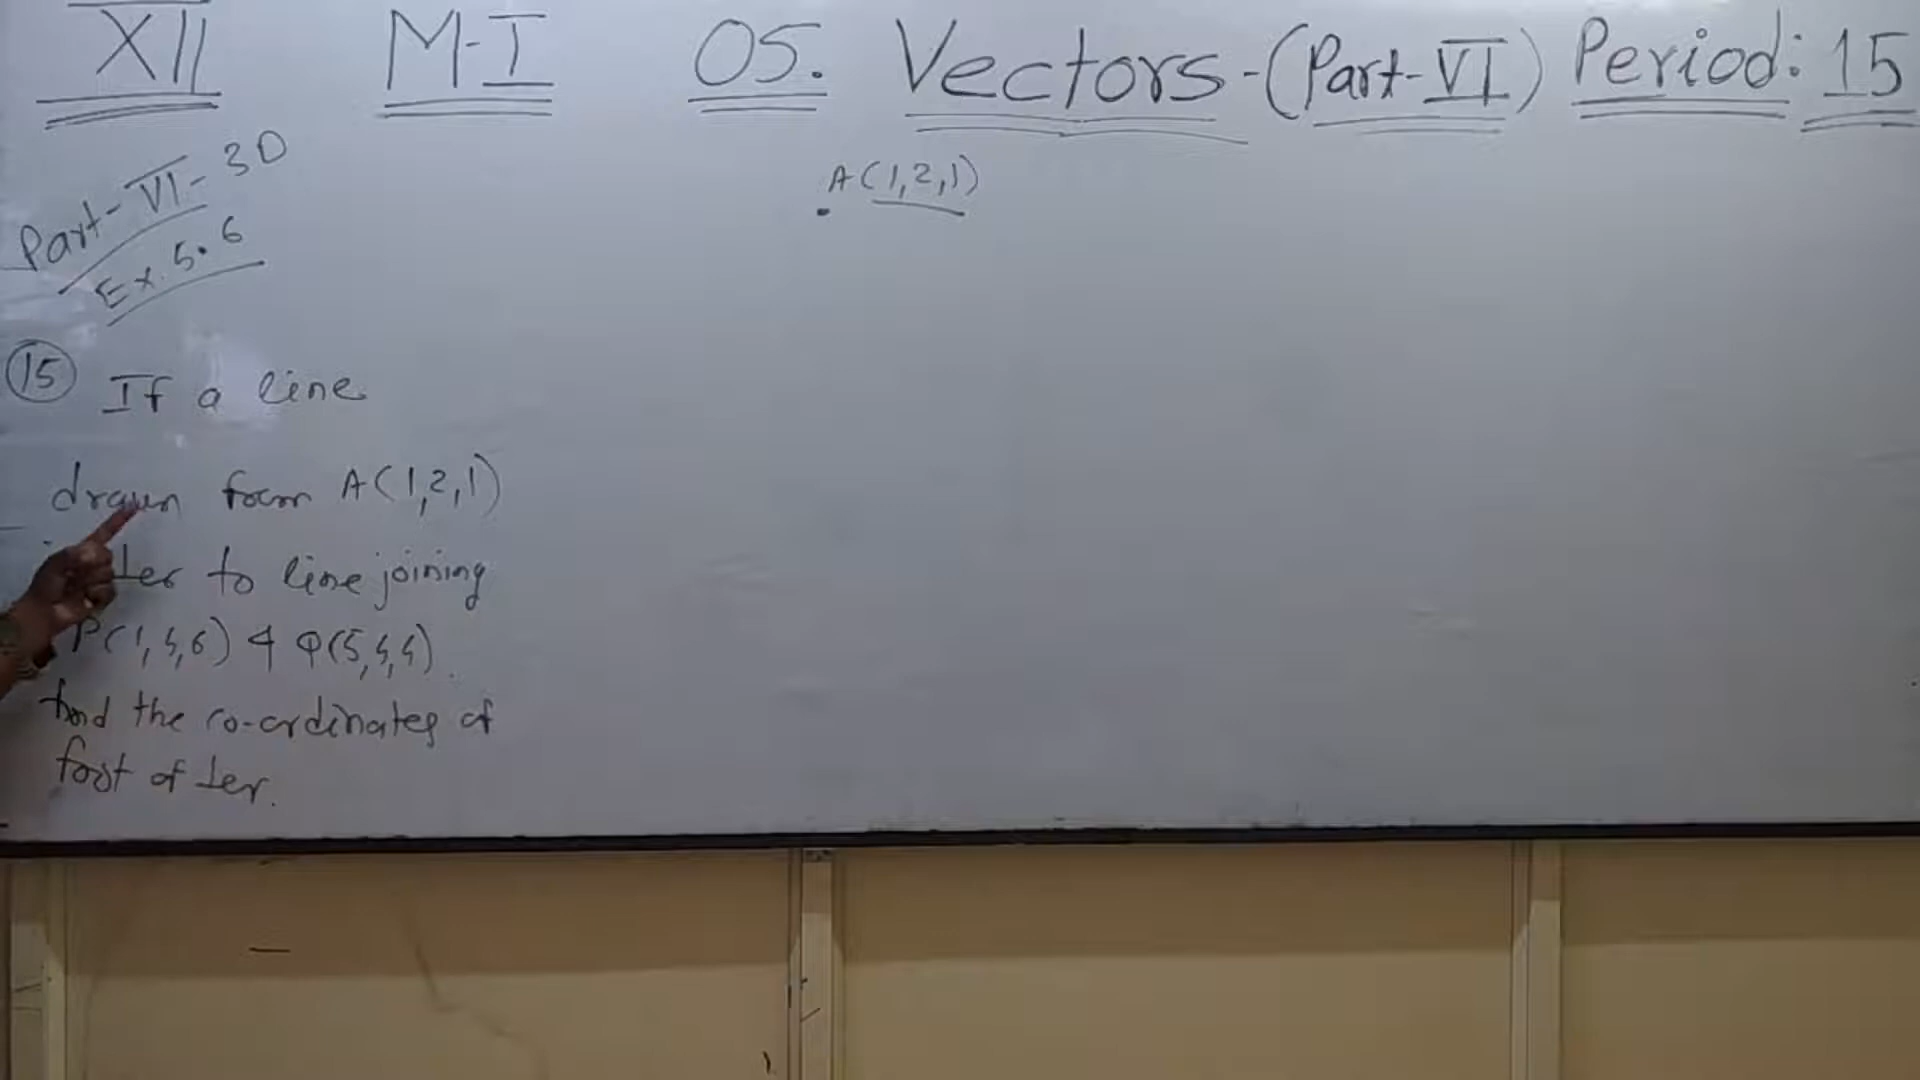 XII M-I 05. Vectors - (Part-VI) Period: 15
Part-VI- 3D
Ex. 5.6
A(1,2,1)
15 If a line
drawn form A(1,2,1)
⊥er to line joining
P(1,4,6) & Q(5,4,4).
find the co-ordinates of
foot of ⊥er.